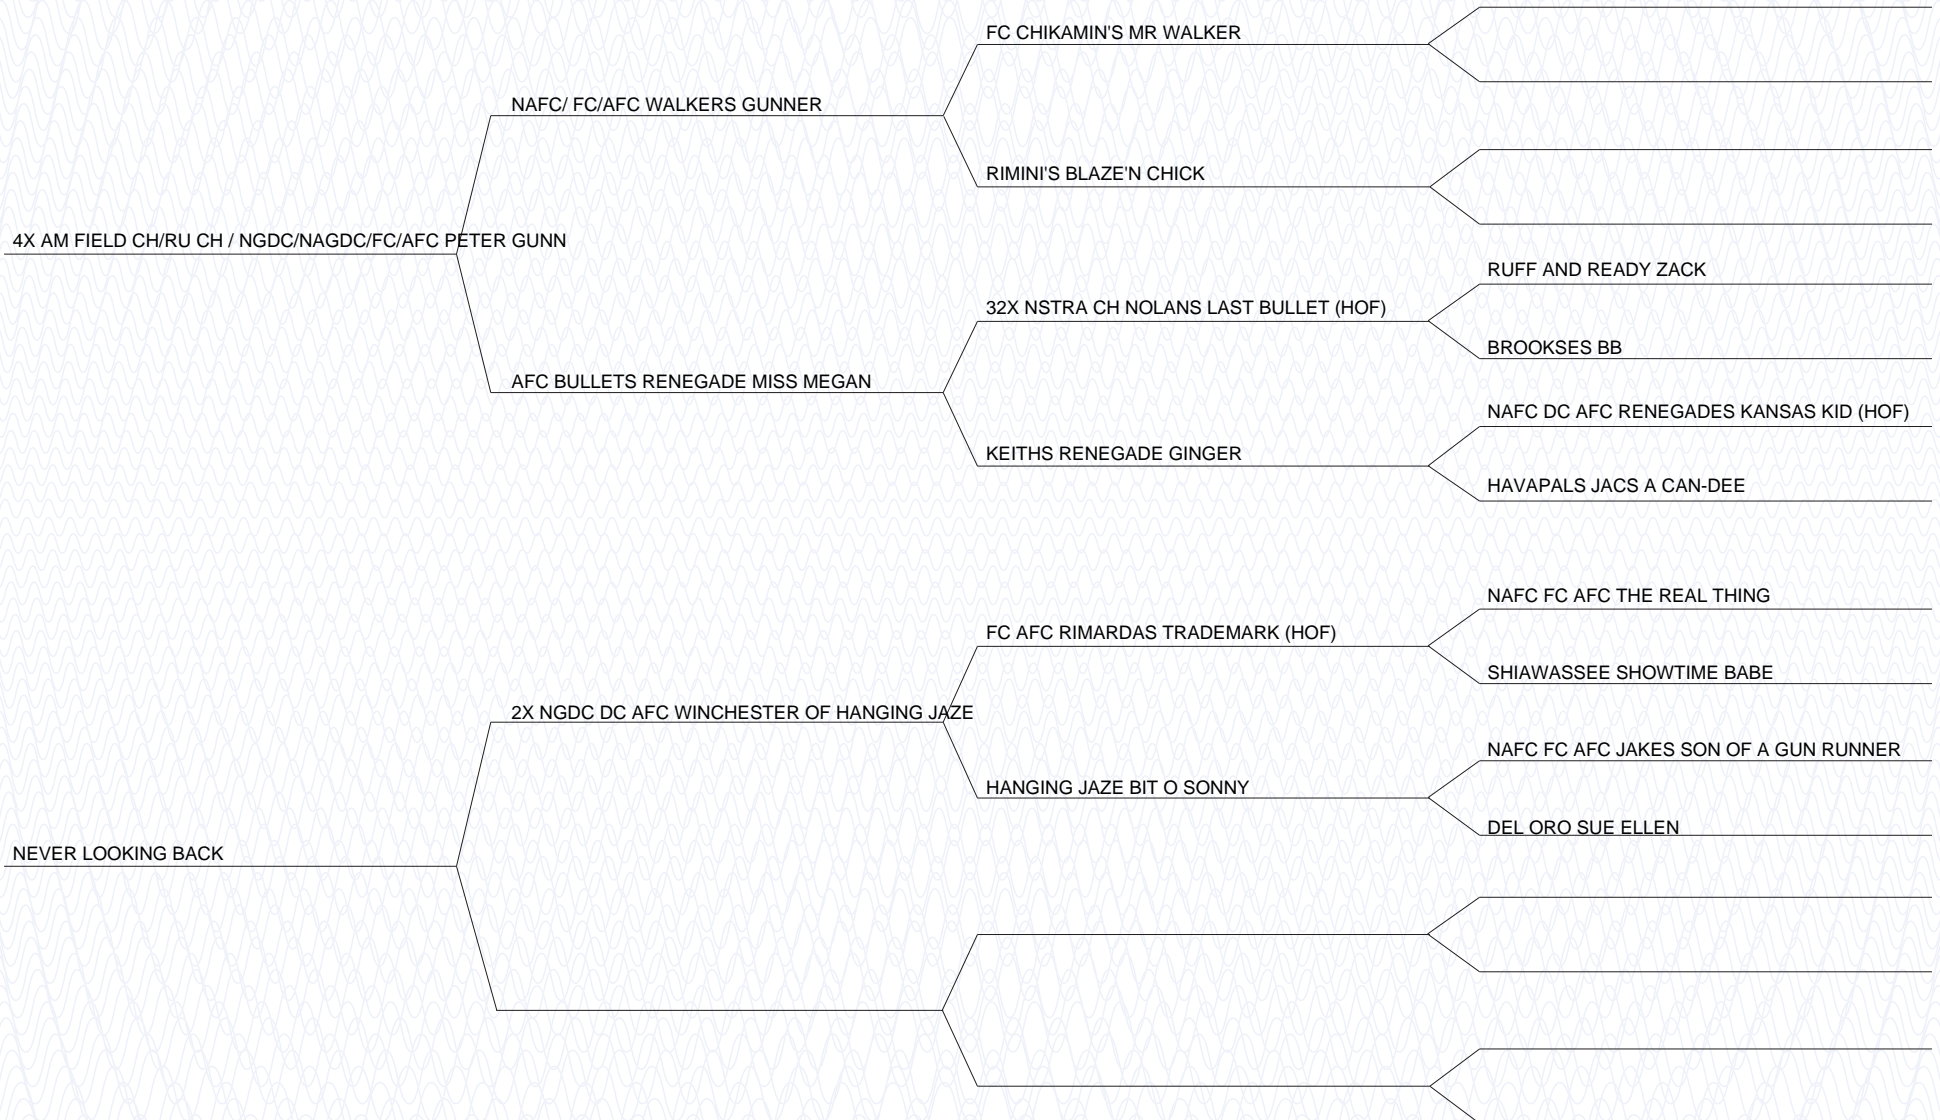 FC CHIKAMIN'S MR WALKER
NAFC/ FC/AFC WALKERS GUNNER
RIMINI'S BLAZE'N CHICK
4X AM FIELD CH/RU CH / NGDC/NAGDC/FC/AFC PETER GUNN
RUFF AND READY ZACK
32X NSTRA CH NOLANS LAST BULLET (HOF)
BROOKSES BB
AFC BULLETS RENEGADE MISS MEGAN
NAFC DC AFC RENEGADES KANSAS KID (HOF)
KEITHS RENEGADE GINGER
HAVAPALS JACS A CAN-DEE
NAFC FC AFC THE REAL THING
FC AFC RIMARDAS TRADEMARK (HOF)
SHIAWASSEE SHOWTIME BABE
2X NGDC DC AFC WINCHESTER OF HANGING JAZE
NAFC FC AFC JAKES SON OF A GUN RUNNER
HANGING JAZE BIT O SONNY
DEL ORO SUE ELLEN
NEVER LOOKING BACK